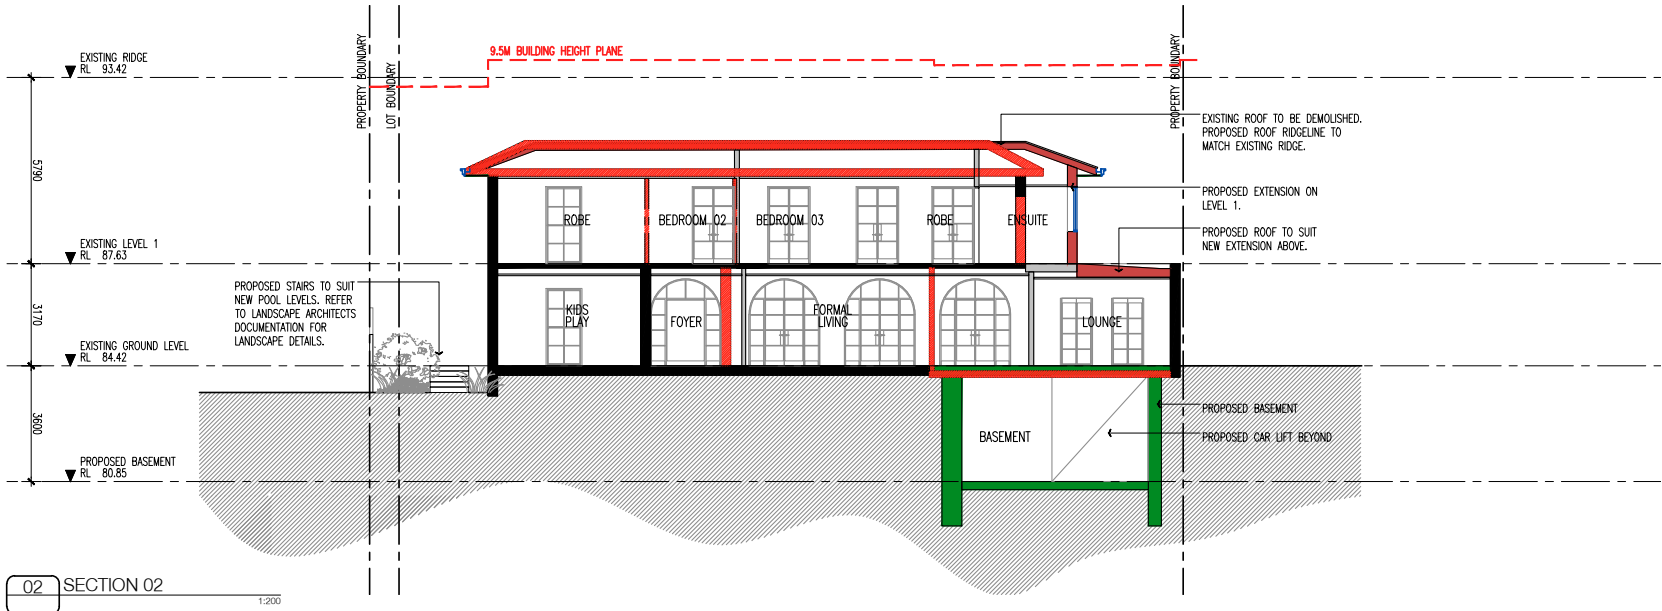 9.5M BUILDING HEIGHT PLANE
EXISTING RIDGE
RL 93.42
PROPERTY BOUNDARY
LOT BOUNDARY
PROPERTY BOUNDARY
EXISTING ROOF TO BE DEMOLISHED.
PROPOSED ROOF RIDGELINE TO
MATCH EXISTING RIDGE.
5790
PROPOSED EXTENSION ON
LEVEL 1.
ROBE
BEDROOM 02
BEDROOM 03
ROBE
ENSUITE
PROPOSED ROOF TO SUIT
NEW EXTENSION ABOVE.
EXISTING LEVEL 1
RL 87.63
PROPOSED STAIRS TO SUIT
NEW POOL LEVELS. REFER
TO LANDSCAPE ARCHITECTS
DOCUMENTATION FOR
LANDSCAPE DETAILS.
3170
KIDS
PLAY
FOYER
FORMAL
LIVING
LOUNGE
EXISTING GROUND LEVEL
RL 84.42
3600
PROPOSED BASEMENT
BASEMENT
PROPOSED CAR LIFT BEYOND
PROPOSED BASEMENT
RL 80.85
02
SECTION 02
1:200